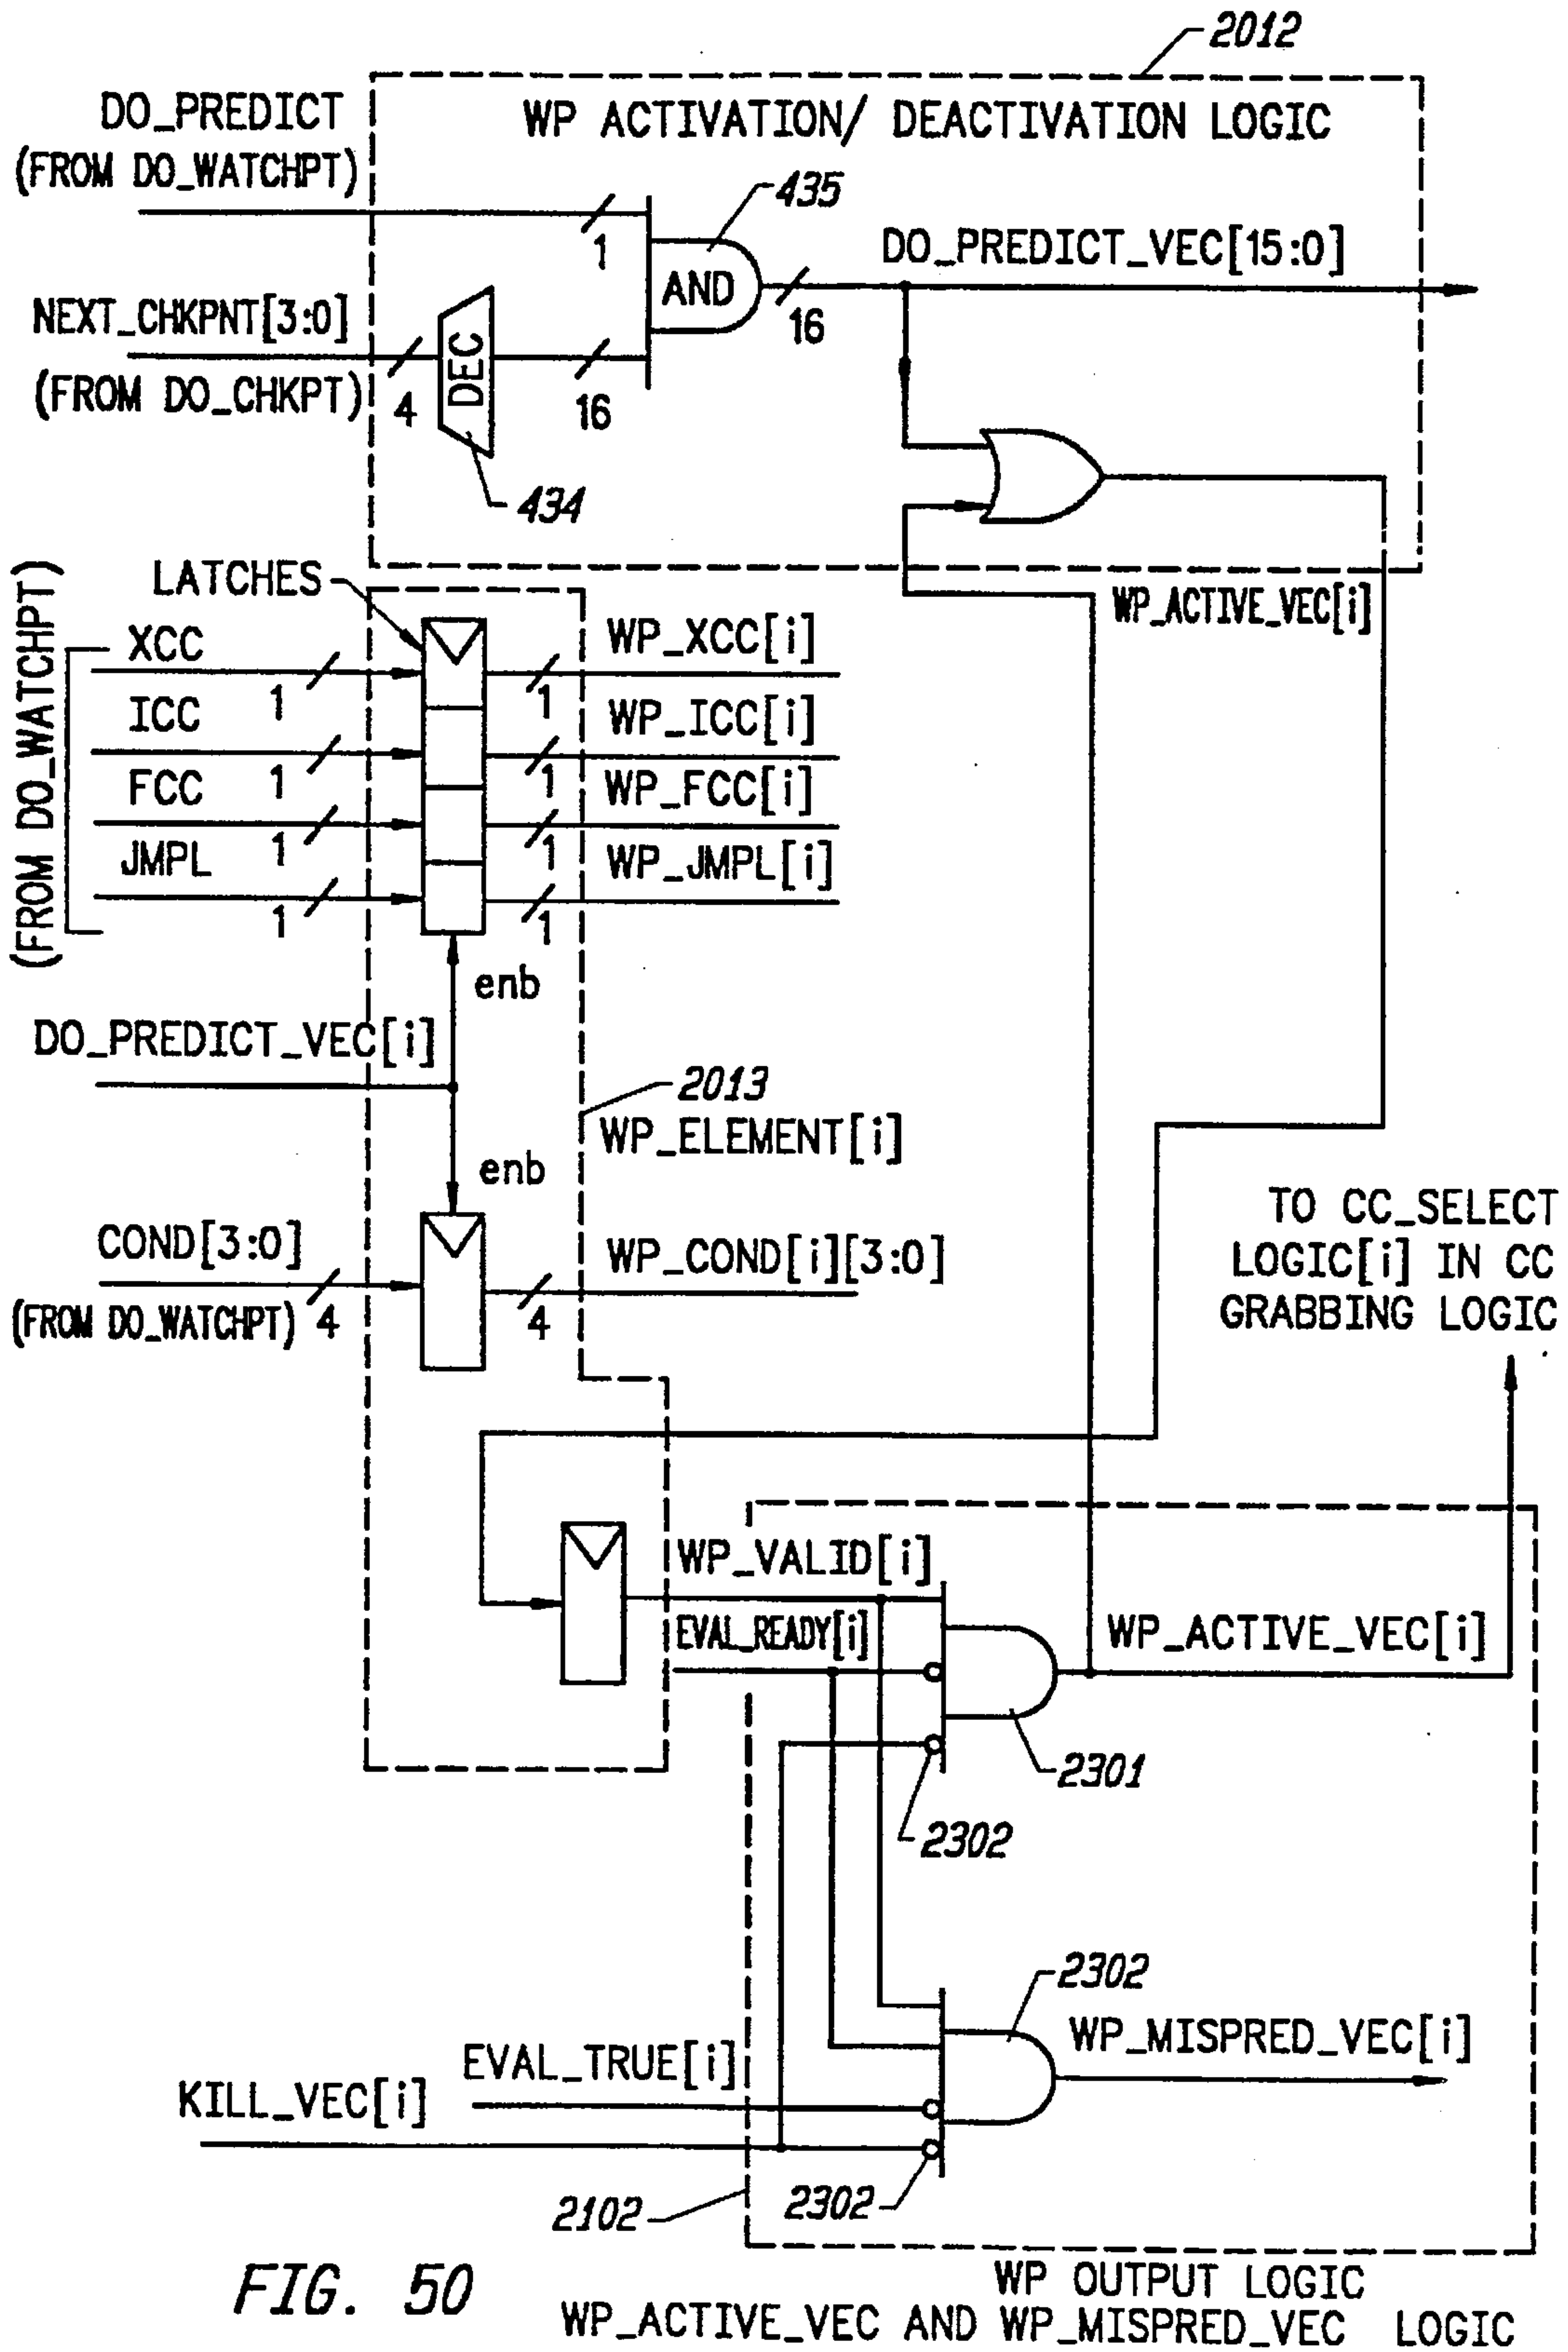 2012
DO_PREDICT
(FROM DO_WATCHPT)
WP ACTIVATION/ DEACTIVATION LOGIC
435
1
AND
DO_PREDICT_VEC[15:0]
16
NEXT_CHKPNT[3:0]
(FROM DO_CHKPT)
4
DEC
16
434
LATCHES
WP_ACTIVE_VEC[i]
(FROM DO_WATCHPT)
XCC
1
1
WP_XCC[i]
ICC
1
1
WP_ICC[i]
FCC
1
1
WP_FCC[i]
JMPL
1
1
WP_JMPL[i]
enb
DO_PREDICT_VEC[i]
2013
WP_ELEMENT[i]
enb
COND[3:0]
(FROM DO_WATCHPT)
4
4
WP_COND[i][3:0]
TO CC_SELECT
LOGIC[i] IN CC
GRABBING LOGIC
WP_VALID[i]
EVAL_READY[i]
WP_ACTIVE_VEC[i]
2301
2302
2302
WP_MISPRED_VEC[i]
EVAL_TRUE[i]
KILL_VEC[i]
2102
2302
FIG. 50
WP OUTPUT LOGIC
WP_ACTIVE_VEC AND WP_MISPRED_VEC LOGIC